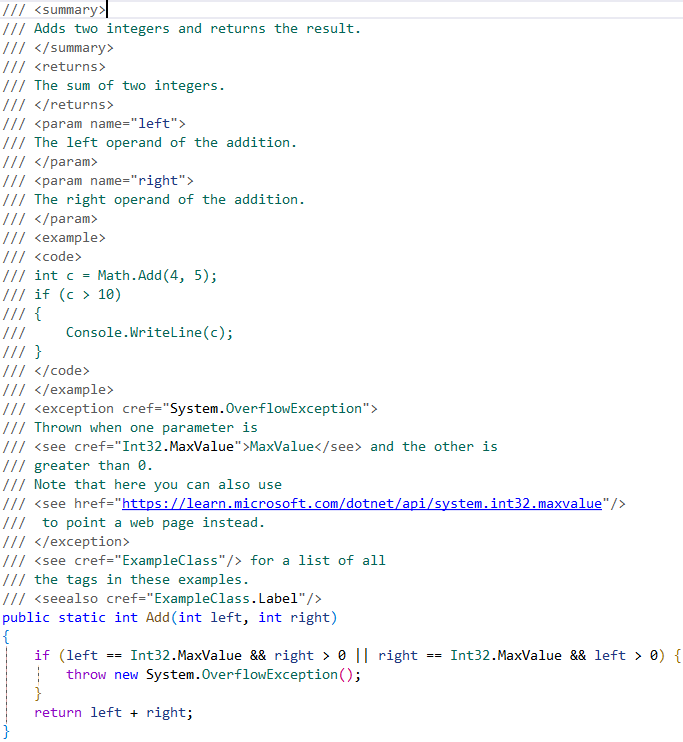 /// <summary>
/// Adds two integers and returns the result.
/// </summary>
/// <returns>
/// The sum of two integers.
/// </returns>
/// <param name="left">
/// The left operand of the addition.
/// </param>
/// <param name="right">
/// The right operand of the addition.
/// </param>
/// <example>
/// <code>
/// int c = Math.Add(4, 5);
/// if (c > 10)
/// {
///     Console.WriteLine(c);
/// }
/// </code>
/// </example>
/// <exception cref="System.OverflowException">
/// Thrown when one parameter is
/// <see cref="Int32.MaxValue">MaxValue</see> and the other is
/// greater than 0.
/// Note that here you can also use
/// <see href="https://learn.microsoft.com/dotnet/api/system.int32.maxvalue"/>
///  to point a web page instead.
/// </exception>
/// <see cref="ExampleClass"/> for a list of all
/// the tags in these examples.
/// <seealso cref="ExampleClass.Label"/>
public static int Add(int left, int right)
{
    if (left == Int32.MaxValue && right > 0 || right == Int32.MaxValue && left > 0) {
        throw new System.OverflowException();
    }
    return left + right;
}